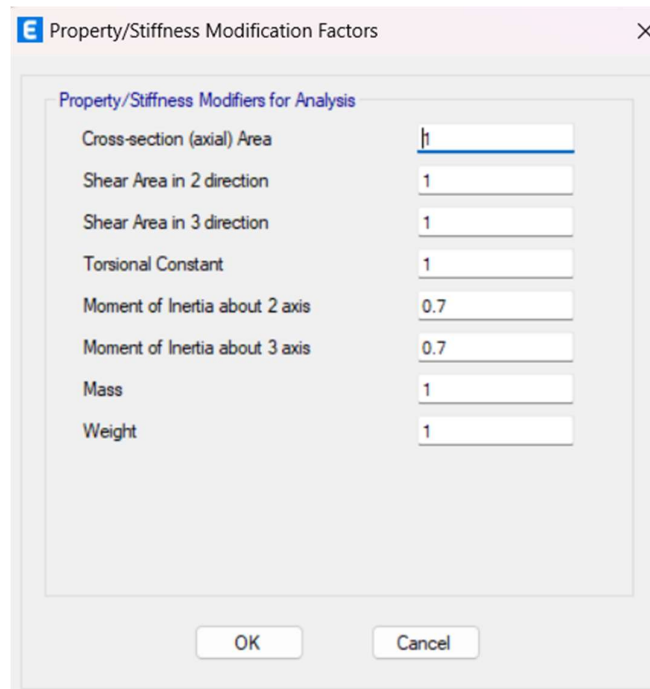 E Property/Stiffness Modification Factors
Property/Stiffness Modifiers for Analysis
Cross-section (axial) Area 1
Shear Area in 2 direction 1
Shear Area in 3 direction 1
Torsional Constant 1
Moment of Inertia about 2 axis 0.7
Moment of Inertia about 3 axis 0.7
Mass 1
Weight 1
OK Cancel